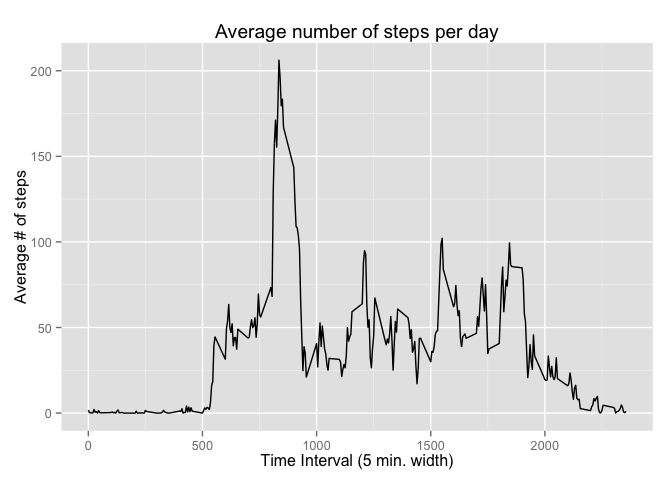 Average number of steps per day
Average # of steps
200
150
100
50
0
0 500 1000 1500 2000
Time Interval (5 min. width)